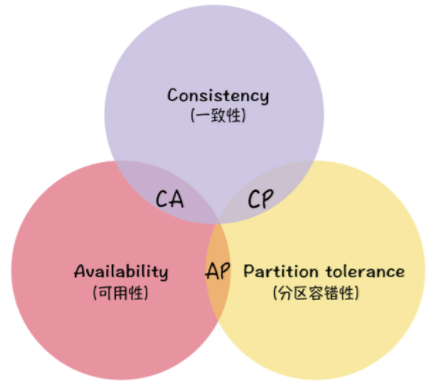 Consistency
(一致性)
CA
CP
Availability
(可用性)
AP
Partition tolerance
(分区容错性)